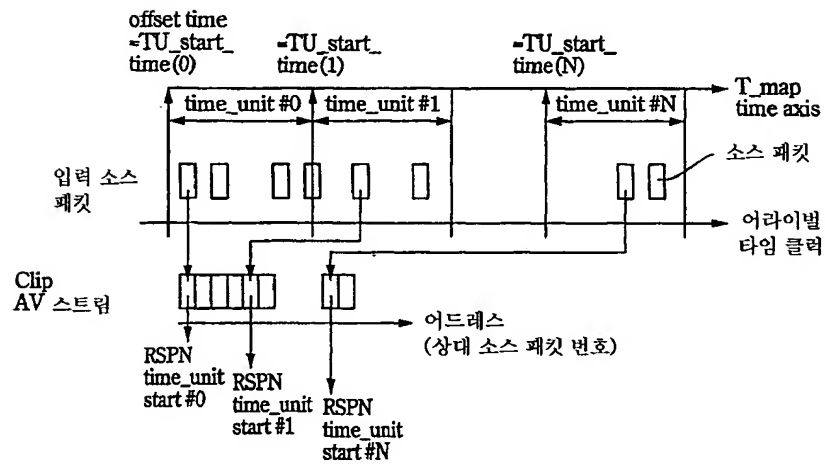 offset time
=TU_start_
time(0)
=TU_start_
time(1)
=TU_start_
time(N)
T_map
time axis
time_unit #0
time_unit #1
time_unit #N
입력 소스
패킷
소스 패킷
어라이벌
타임 클럭
Clip
AV 스트림
어드레스
(상대 소스 패킷 번호)
RSPN
time_unit
start #0
RSPN
time_unit
start #1
RSPN
time_unit
start #N